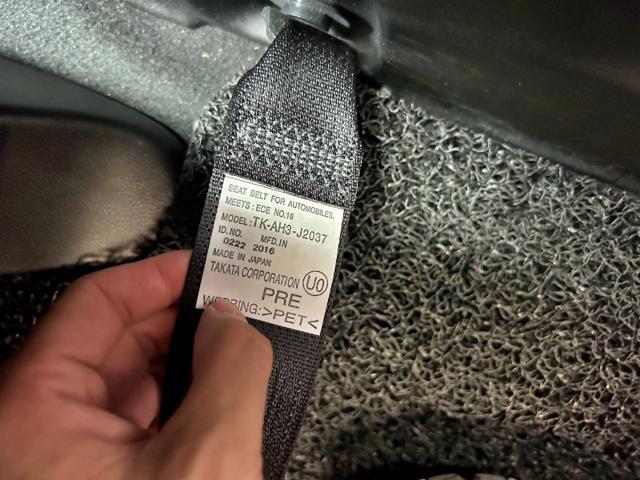 SEAT BELT FOR AUTOMOBILES.
MEETS: ECE NO.16
MODEL: TK-AH3-J2037
ID.NO. MFD.IN
0222 2016
MADE IN JAPAN
TAKATA CORPORATION U0
PRE
WEBBING:>PET<